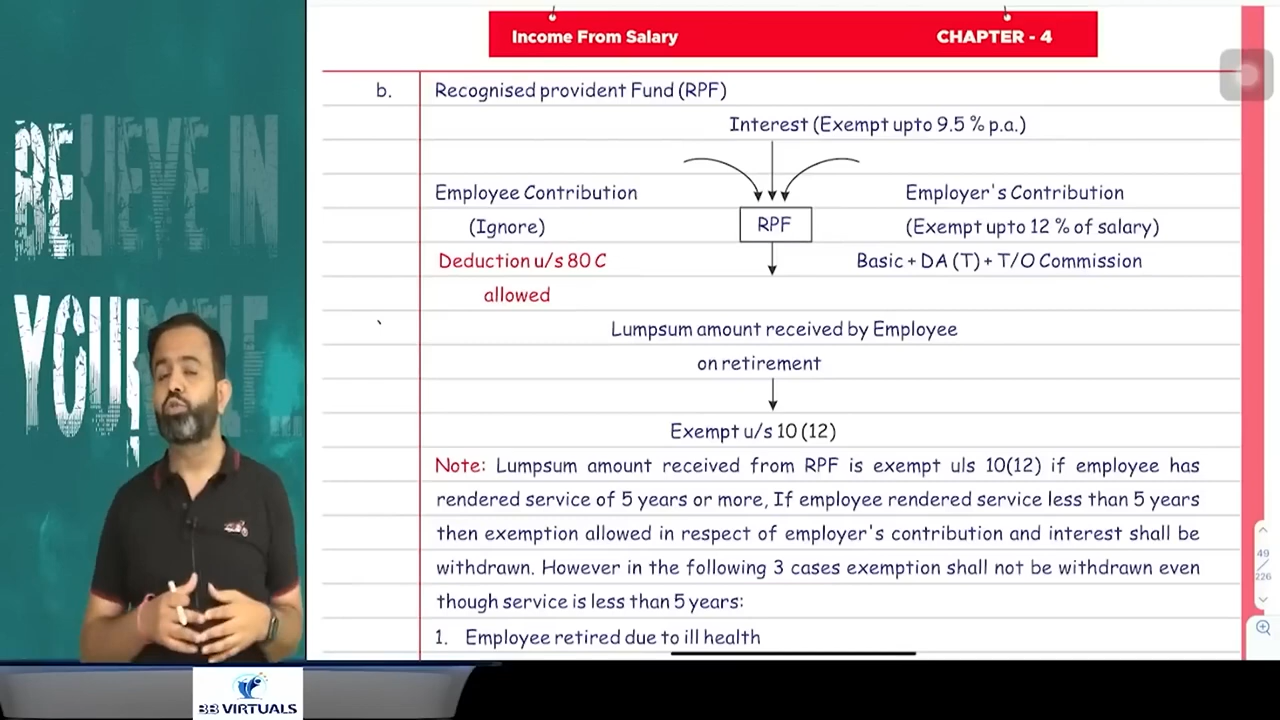 Income From Salary
CHAPTER - 4
b. Recognised provident Fund (RPF)
Interest (Exempt upto 9.5 % p.a.)
Employee Contribution
(Ignore)
Deduction u/s 80 C
allowed
RPF
Employer's Contribution
(Exempt upto 12 % of salary)
Basic + DA (T) + T/O Commission
Lumpsum amount received by Employee
on retirement
Exempt u/s 10 (12)
Note: Lumpsum amount received from RPF is exempt uls 10(12) if employee has
rendered service of 5 years or more, If employee rendered service less than 5 years
then exemption allowed in respect of employer's contribution and interest shall be
withdrawn. However in the following 3 cases exemption shall not be withdrawn even
though service is less than 5 years:
1. Employee retired due to ill health
49
226
BELIEVE IN
YOU
BB VIRTUALS